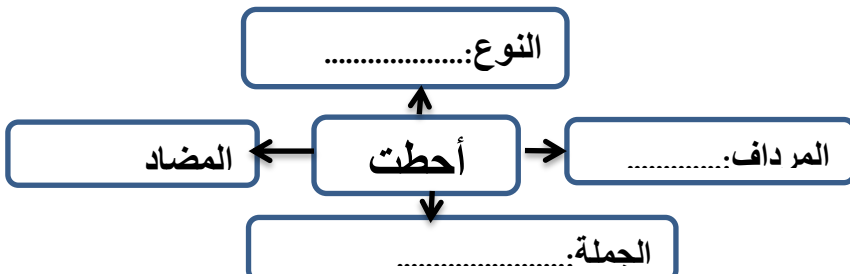 النوع:...................
المرداف:.............
أحطت
المضاد
الجملة:.......................